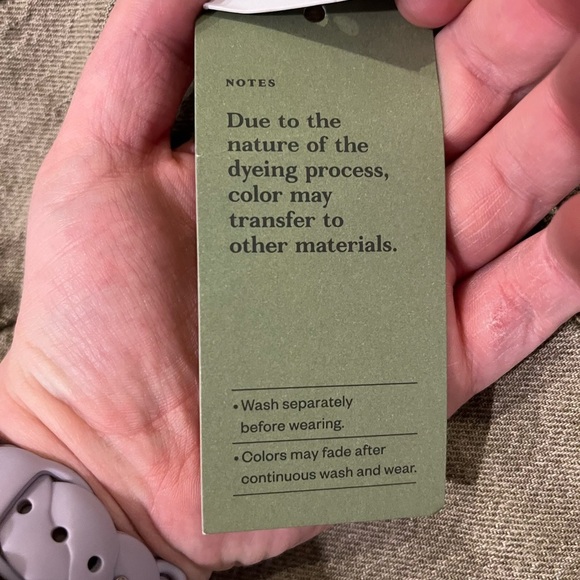 NOTES
Due to the
nature of the
dyeing process,
color may
transfer to
other materials.
• Wash separately
before wearing.
• Colors may fade after
continuous wash and wear.